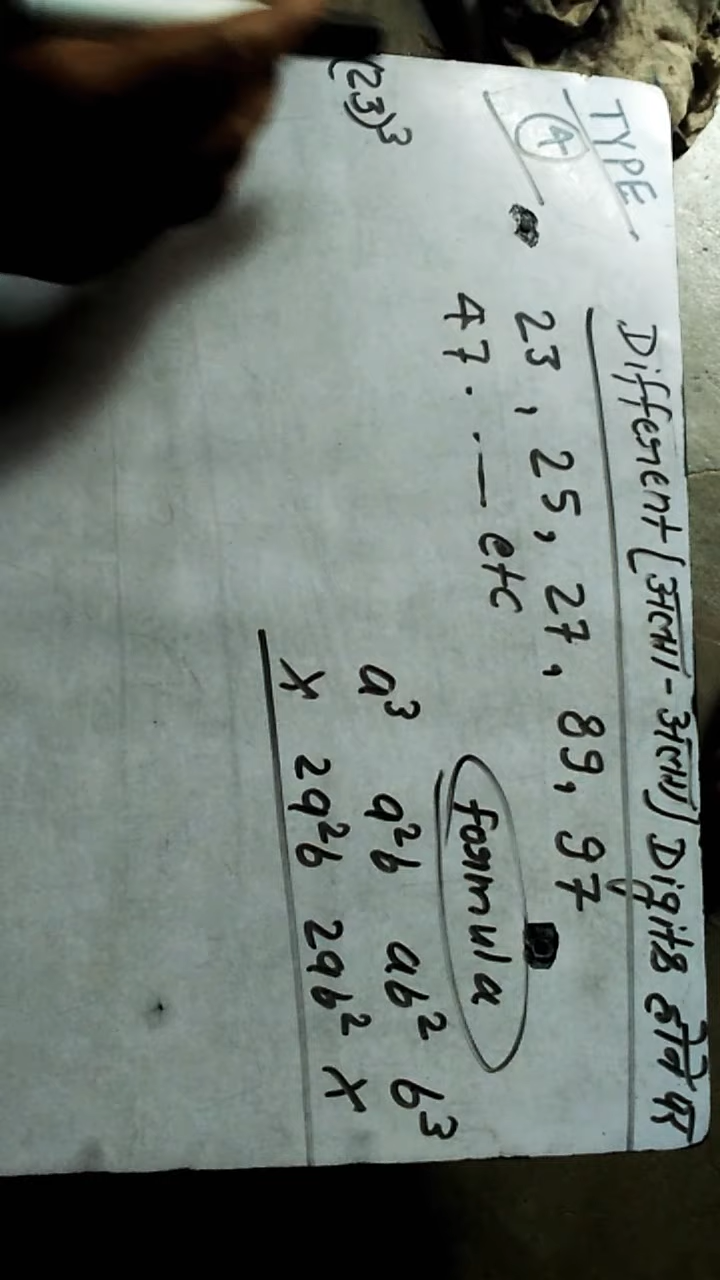 TYPE
4
Different (अलग-अलग) Digits होने पर
23, 25, 27, 89, 97
47..— etc
formula
a³ a²b ab² b³
x 2a²b 2ab² x
(23)³